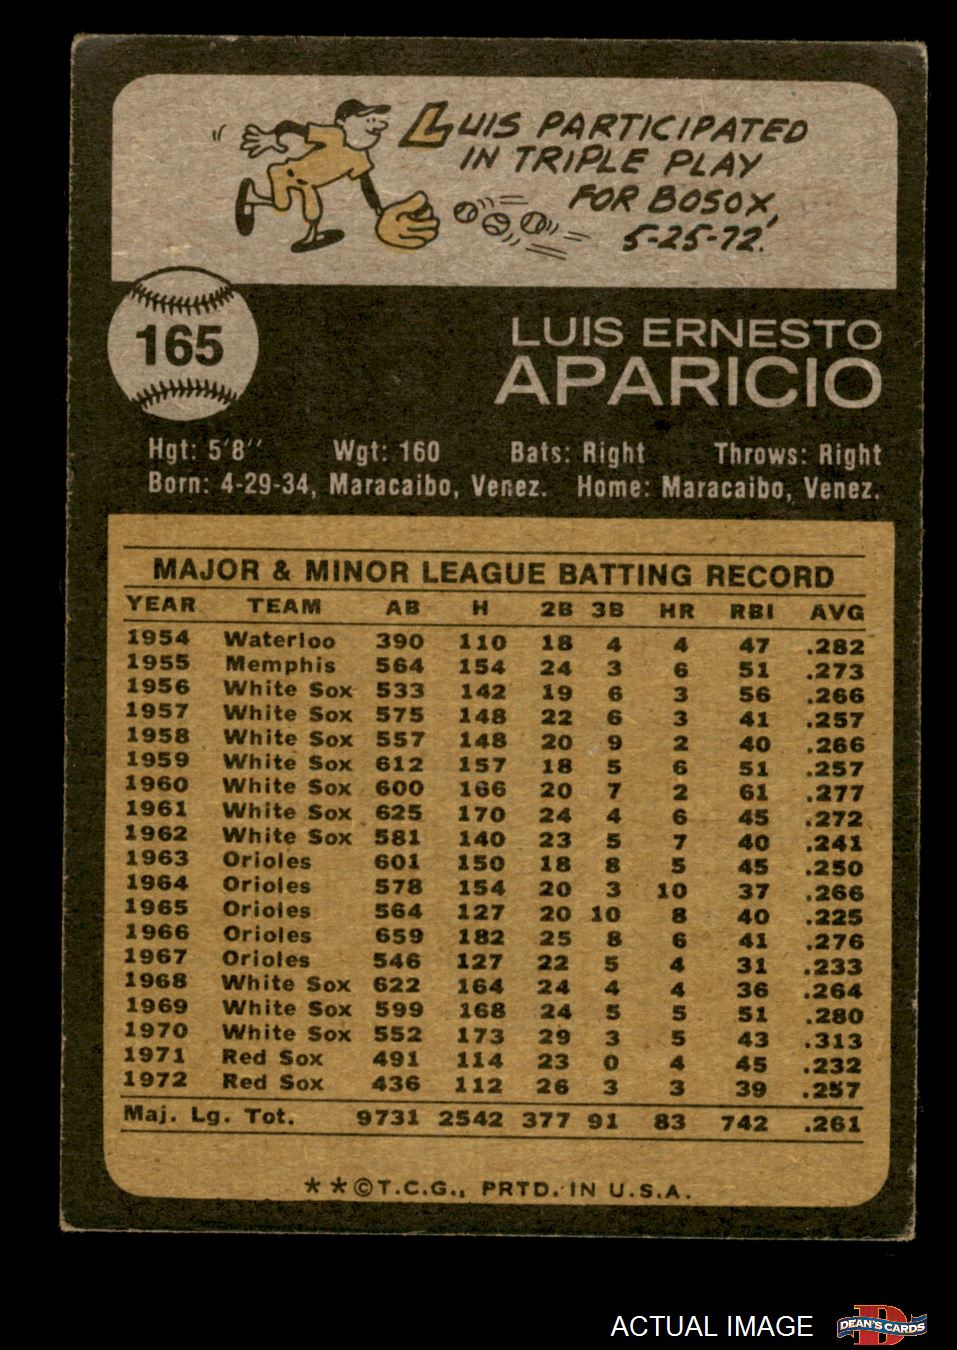 LUIS PARTICIPATED
IN TRIPLE PLAY
FOR BOSOX,
5-25-72.
165
LUIS ERNESTO
APARICIO
Hgt: 5'8'' Wgt: 160 Bats: Right Throws: Right
Born: 4-29-34, Maracaibo, Venez. Home: Maracaibo, Venez.
MAJOR & MINOR LEAGUE BATTING RECORD
YEAR TEAM AB H 2B 3B HR RBI AVG
1954 Waterloo 390 110 18 4 4 47 .282
1955 Memphis 564 154 24 3 6 51 .273
1956 White Sox 533 142 19 6 3 56 .266
1957 White Sox 575 148 22 6 3 41 .257
1958 White Sox 557 148 20 9 2 40 .266
1959 White Sox 612 157 18 5 6 51 .257
1960 White Sox 600 166 20 7 2 61 .277
1961 White Sox 625 170 24 4 6 45 .272
1962 White Sox 581 140 23 5 7 40 .241
1963 Orioles 601 150 18 8 5 45 .250
1964 Orioles 578 154 20 3 10 37 .266
1965 Orioles 564 127 20 10 8 40 .225
1966 Orioles 659 182 25 8 6 41 .276
1967 Orioles 546 127 22 5 4 31 .233
1968 White Sox 622 164 24 4 4 36 .264
1969 White Sox 599 168 24 5 5 51 .280
1970 White Sox 552 173 29 3 5 43 .313
1971 Red Sox 491 114 23 0 4 45 .232
1972 Red Sox 436 112 26 3 3 39 .257
Maj. Lg. Tot. 9731 2542 377 91 83 742 .261
**©T.C.G., PRTD. IN U.S.A.
ACTUAL IMAGE
D
DEAN'S CARDS